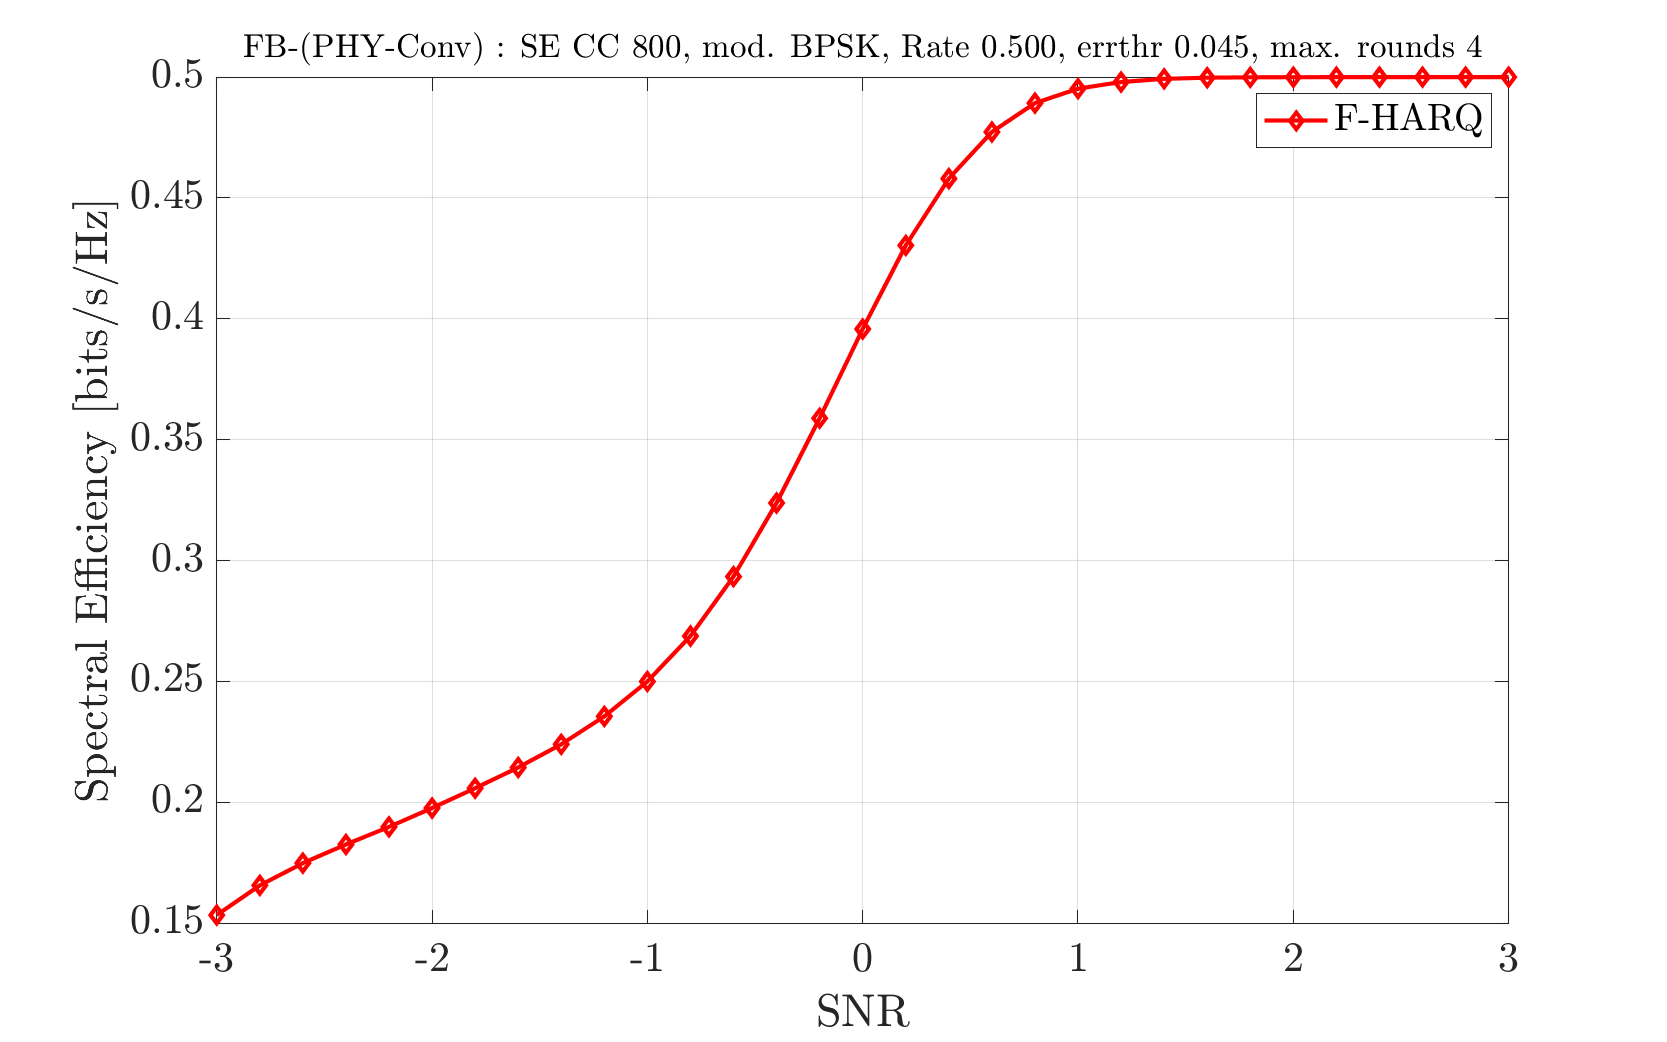 FB-(PHY-Conv) : SE CC 800, mod. BPSK, Rate 0.500, errthr 0.045, max. rounds 4
F-HARQ
Spectral Efficiency [bits/s/Hz]
0.5
0.45
0.4
0.35
0.3
0.25
0.2
0.15
-3 -2 -1 0 1 2 3
SNR